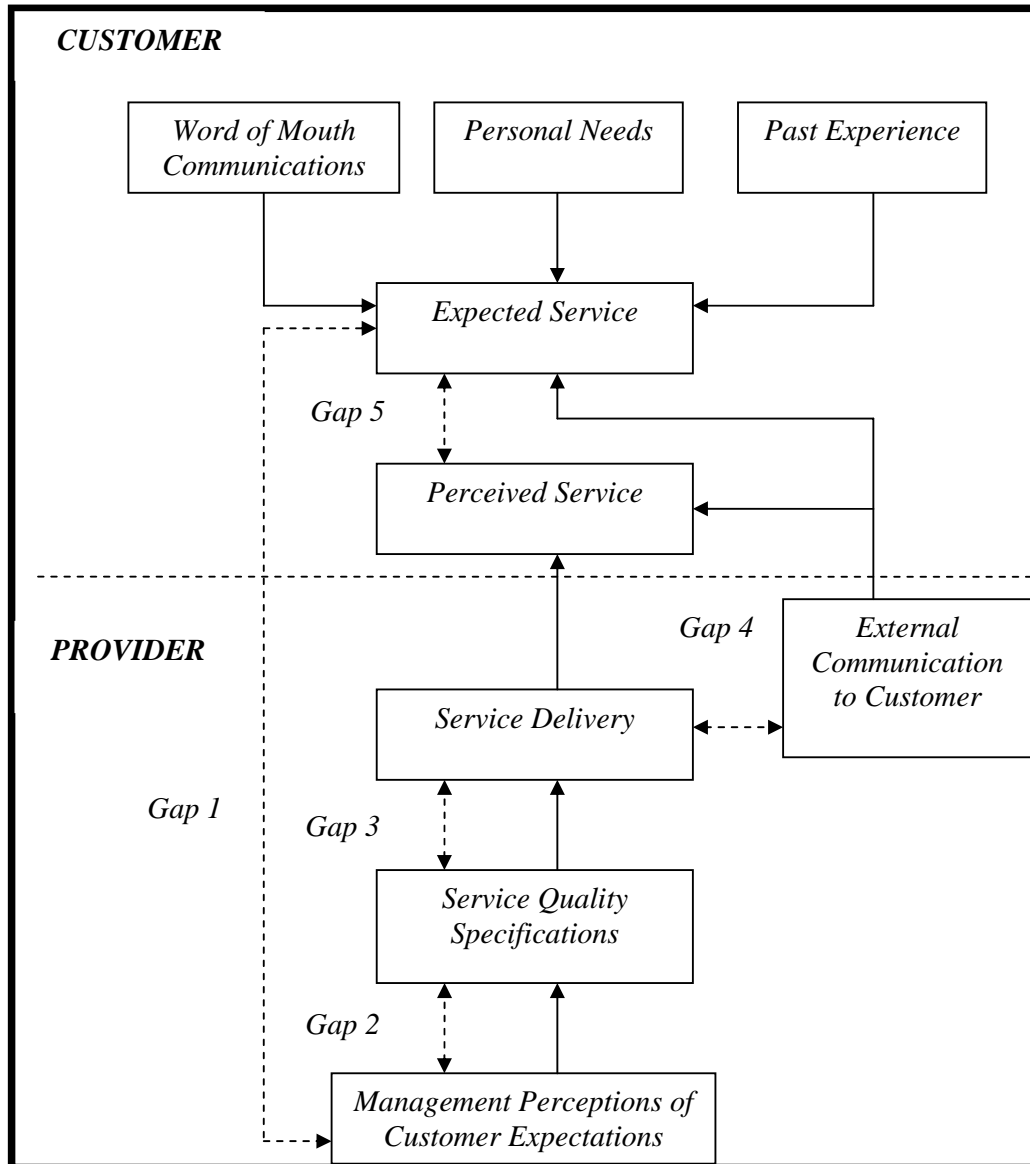 CUSTOMER
Word of Mouth
Communications
Personal Needs
Past Experience
Expected Service
Gap 5
Perceived Service
Gap 4
External
Communication
to Customer
PROVIDER
Service Delivery
Gap 1
Gap 3
Service Quality
Specifications
Gap 2
Management Perceptions of
Customer Expectations